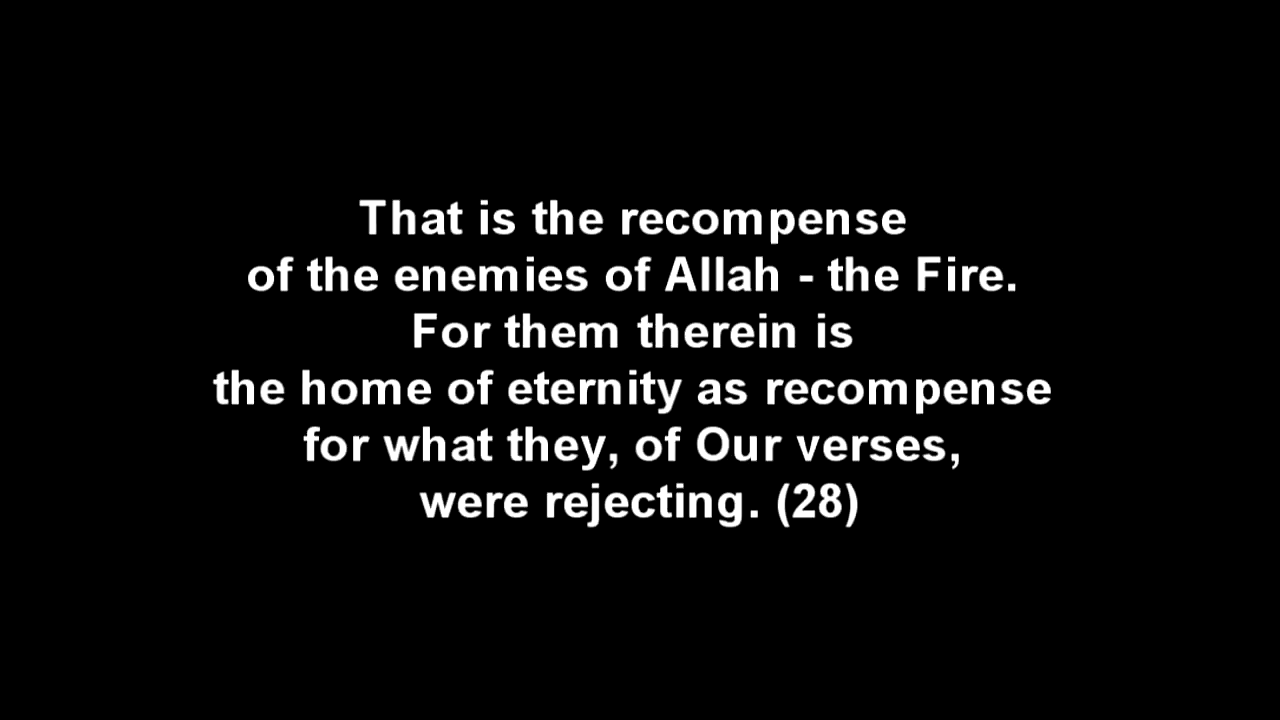 That is the recompense
of the enemies of Allah - the Fire.
For them therein is
the home of eternity as recompense
for what they, of Our verses,
were rejecting. (28)